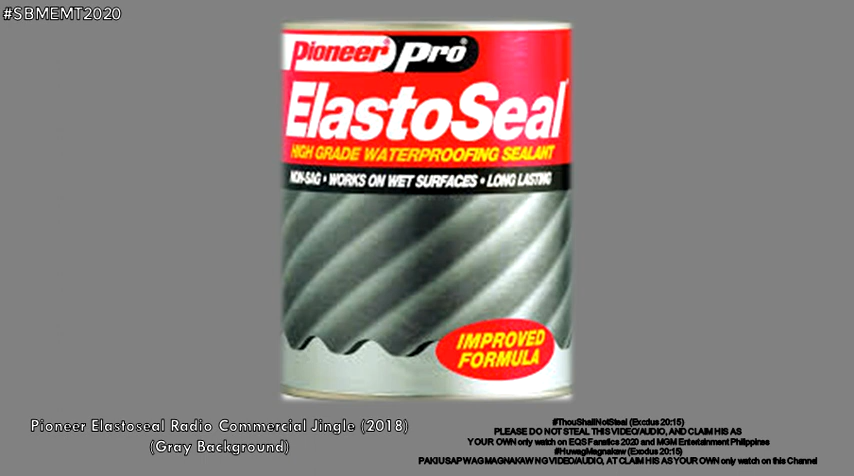 #SBMEMT2020
Pioneer® Pro®
ElastoSeal
HIGH GRADE WATERPROOFING SEALANT
NON-SAG • WORKS ON WET SURFACES • LONG LASTING
IMPROVED
FORMULA
Pioneer Elastoseal Radio Commercial Jingle (2018)
(Gray Background)
#ThouShallNotSteal (Exodus 20:15)
PLEASE DO NOT STEAL THIS VIDEO/AUDIO, AND CLAIM HIS AS
YOUR OWN only watch on EQS Fanatics 2020 and MGM Entertainment Philippines
#HuwagMagnakaw (Exodus 20:15)
PAKIUSAP WAG MAGNAKAW NG VIDEO/AUDIO, AT CLAIM HIS AS YOUR OWN only watch on this Channel